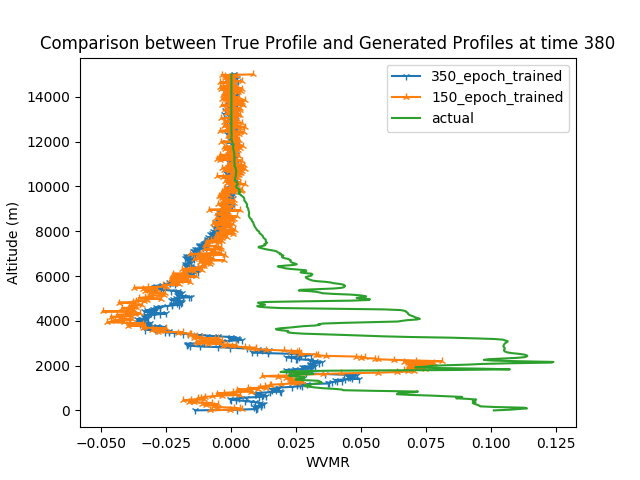 Comparison between True Profile and Generated Profiles at time 380
350_epoch_trained
150_epoch_trained
actual
Altitude (m)
14000
12000
10000
8000
6000
4000
2000
0
−0.050 −0.025 0.000 0.025 0.050 0.075 0.100 0.125
WVMR